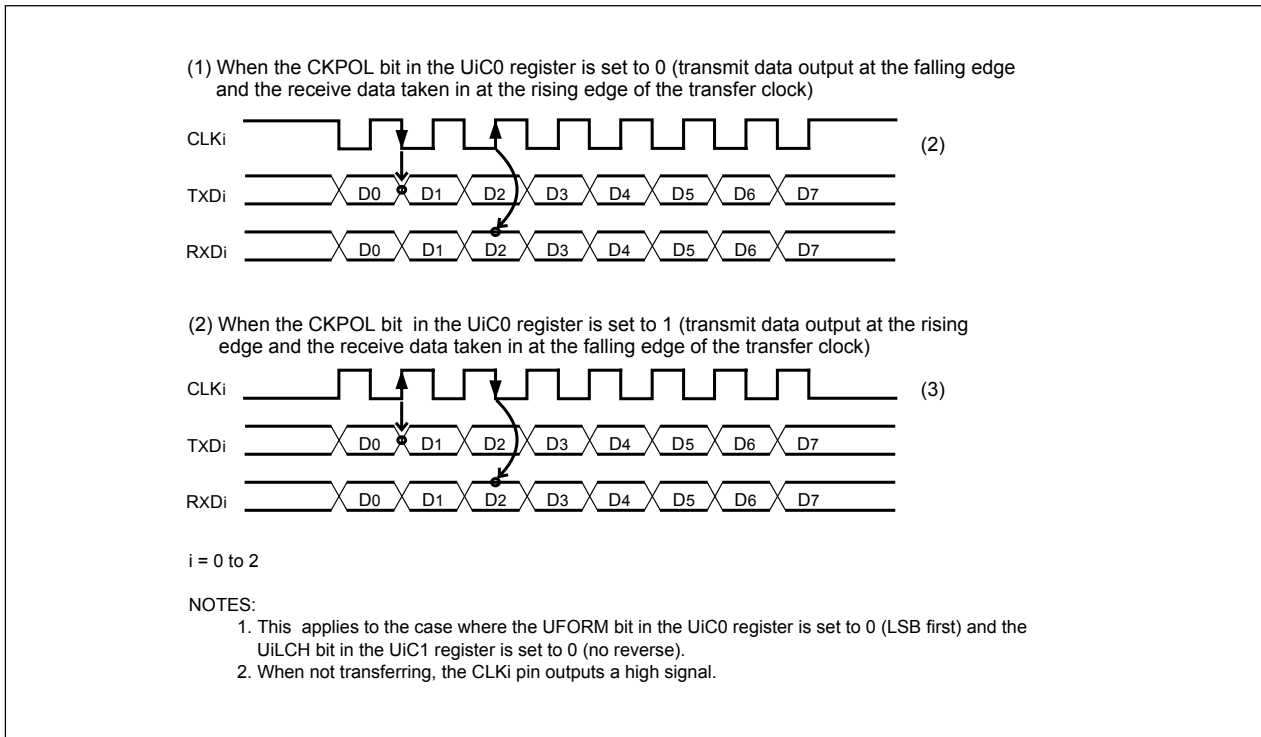 (1) When the CKPOL bit in the UiC0 register is set to 0 (transmit data output at the falling edge
and the receive data taken in at the rising edge of the transfer clock)
CLKi
(2)
TXDi D0 D1 D2 D3 D4 D5 D6 D7
RXDi D0 D1 D2 D3 D4 D5 D6 D7
(2) When the CKPOL bit in the UiC0 register is set to 1 (transmit data output at the rising
edge and the receive data taken in at the falling edge of the transfer clock)
CLKi
(3)
TXDi D0 D1 D2 D3 D4 D5 D6 D7
RXDi D0 D1 D2 D3 D4 D5 D6 D7
i = 0 to 2
NOTES:
1. This applies to the case where the UFORM bit in the UiC0 register is set to 0 (LSB first) and the
UiLCH bit in the UiC1 register is set to 0 (no reverse).
2. When not transferring, the CLKi pin outputs a high signal.